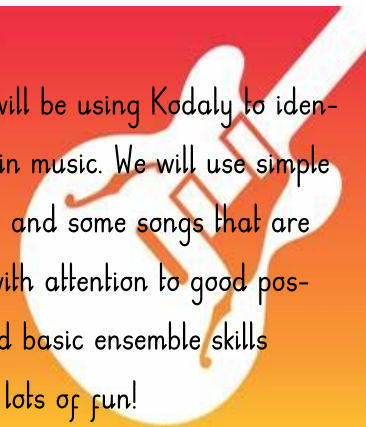 will be using Kodaly to iden-
in music. We will use simple
and some songs that are
with attention to good pos-
d basic ensemble skills
lots of fun!